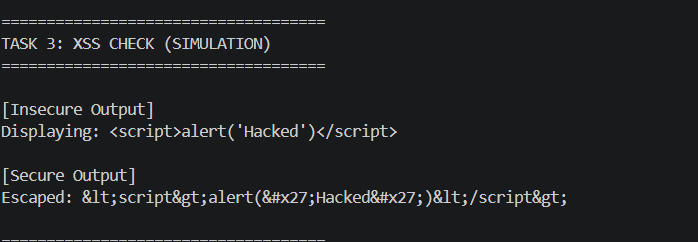 ====================================
TASK 3: XSS CHECK (SIMULATION)
====================================
[Insecure Output]
Displaying: <script>alert('Hacked')</script>
[Secure Output]
Escaped: &lt;script&gt;alert(&#x27;Hacked&#x27;)&lt;/script&gt;
====================================